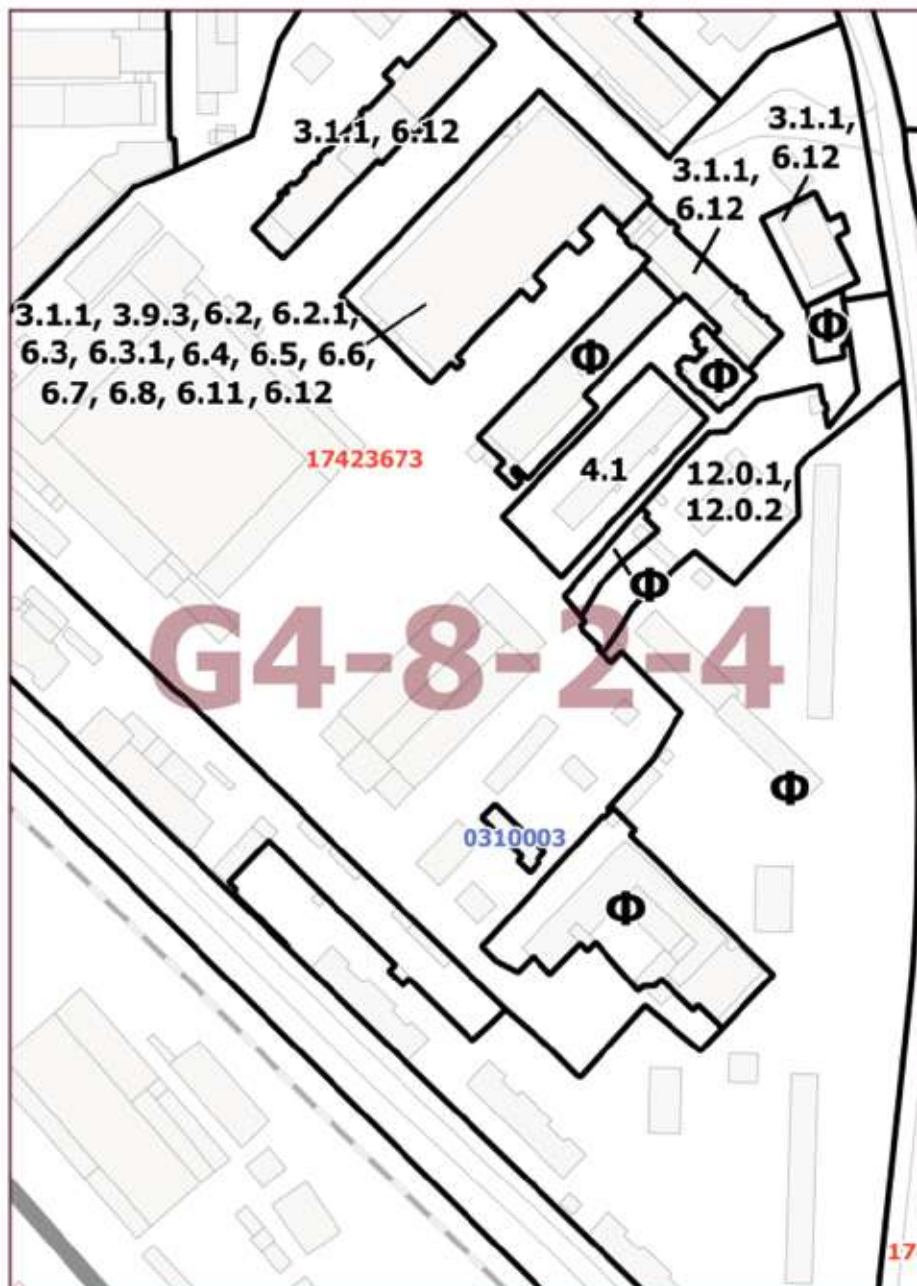 3.1.1, 6.12
3.1.1,
6.12
3.1.1,
6.12
3.1.1, 3.9.3, 6.2, 6.2.1,
6.3, 6.3.1, 6.4, 6.5, 6.6,
6.7, 6.8, 6.11, 6.12
Ф
Ф
Ф
17423673
4.1
12.0.1,
12.0.2
Ф
G4-8-2-4
Ф
0310003
Ф
17